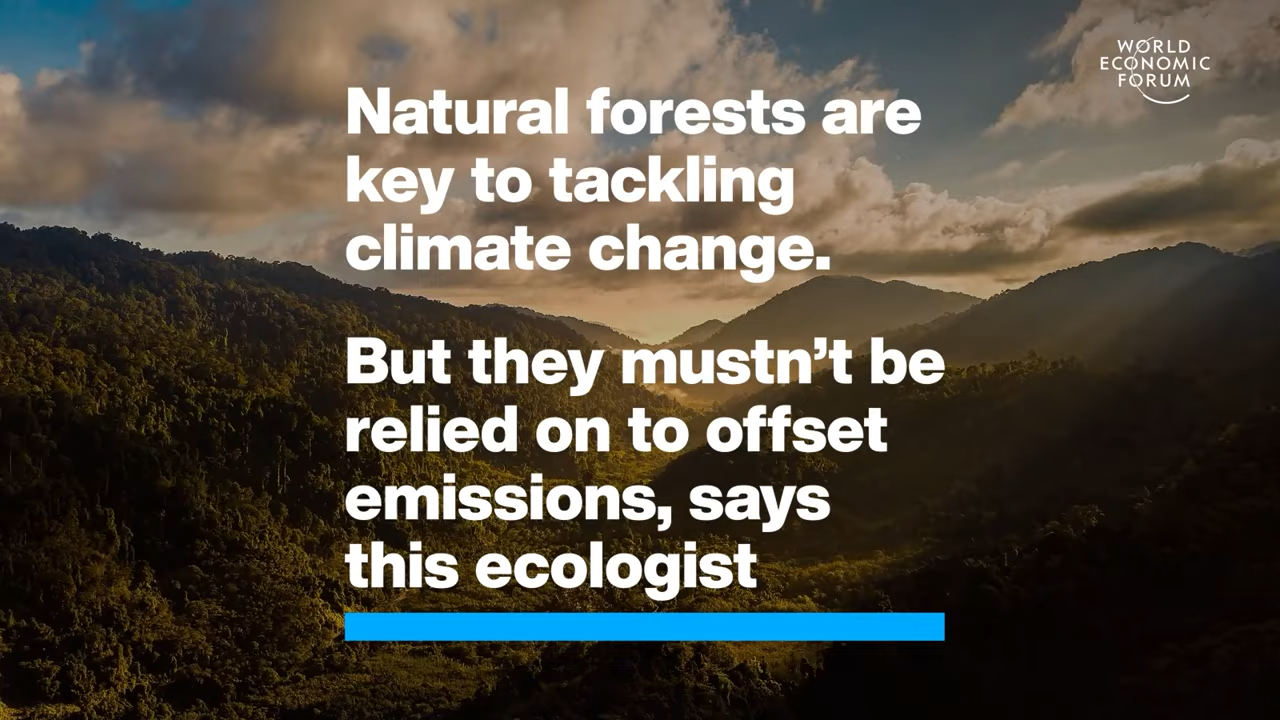 WORLD
ECONOMIC
FORUM
Natural forests are
key to tackling
climate change.
But they mustn’t be
relied on to offset
emissions, says
this ecologist